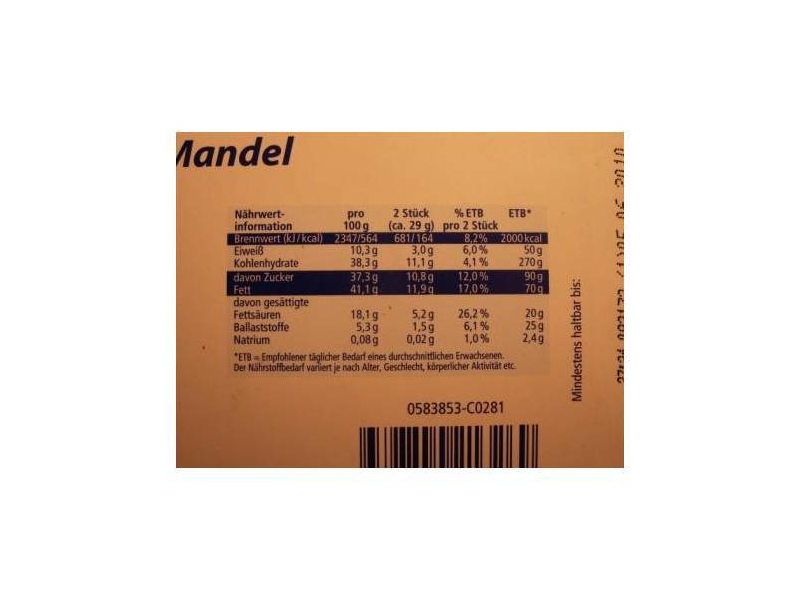 Mandel
Nährwert- pro 2 Stück % ETB ETB*
information 100 g (ca. 29 g) pro 2 Stück
Brennwert (kJ/kcal) 2347/564 681/164 8,2% 2000 kcal
Eiweiß 10,3 g 3,0 g 6,0 % 50 g
Kohlenhydrate 38,3 g 11,1 g 4,1 % 270 g
davon Zucker 37,3 g 10,8 g 12,0 % 90 g
Fett 41,1 g 11,9 g 17,0 % 70 g
davon gesättigte
Fettsäuren 18,1 g 5,2 g 26,2 % 20 g
Ballaststoffe 5,3 g 1,5 g 6,1 % 25 g
Natrium 0,08 g 0,02 g 1,0 % 2,4 g
*ETB = Empfohlener täglicher Bedarf eines durchschnittlichen Erwachsenen.
Der Nährstoffbedarf variiert je nach Alter, Geschlecht, körperlicher Aktivität etc.
0583853-C0281
Mindestens haltbar bis: